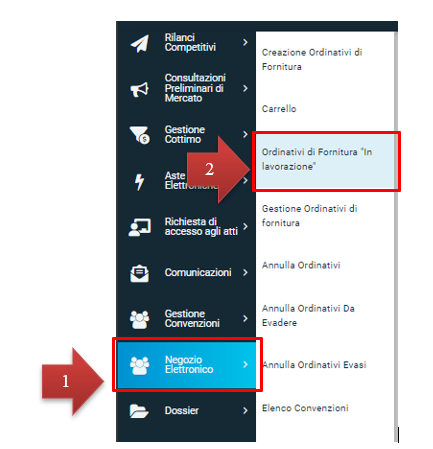 Rilanci
Competitivi
Consultazioni
Preliminari di
Mercato
Gestione
Cottimo
Aste
Elettroniche
Richiesta di
accesso agli atti
Comunicazioni
Gestione
Convenzioni
Negozio
Elettronico
Dossier
Creazione Ordinativi di
Fornitura
Carrello
Ordinativi di Fornitura "In
lavorazione"
Gestione Ordinativi di
fornitura
Annulla Ordinativi
Annulla Ordinativi Da
Evadere
Annulla Ordinativi Evasi
Elenco Convenzioni
1
2